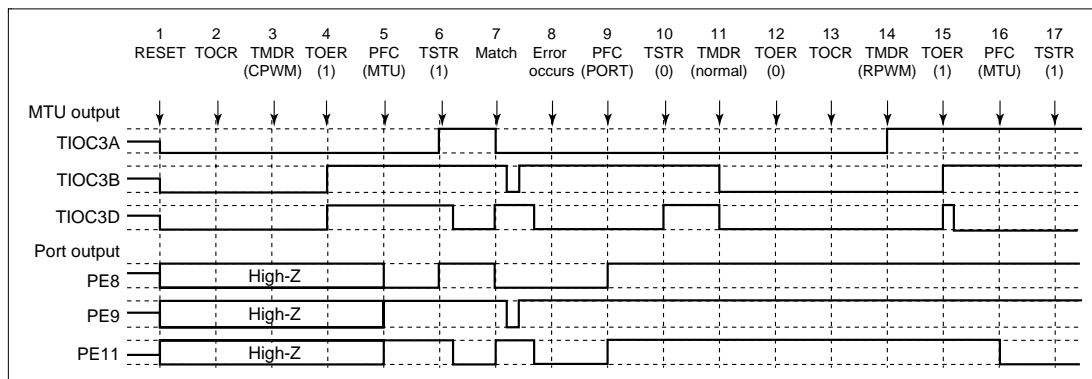 1 2 3 4 5 6 7 8 9 10 11 12 13 14 15 16 17
RESET TOCR TMDR TOER PFC TSTR Match Error PFC TSTR TMDR TOER TOCR TMDR TOER PFC TSTR
(CPWM) (1) (MTU) (1) occurs (PORT) (0) (normal) (0) (RPWM) (1) (MTU) (1)
MTU output
TIOC3A
TIOC3B
TIOC3D
Port output
PE8 High-Z
PE9 High-Z
PE11 High-Z